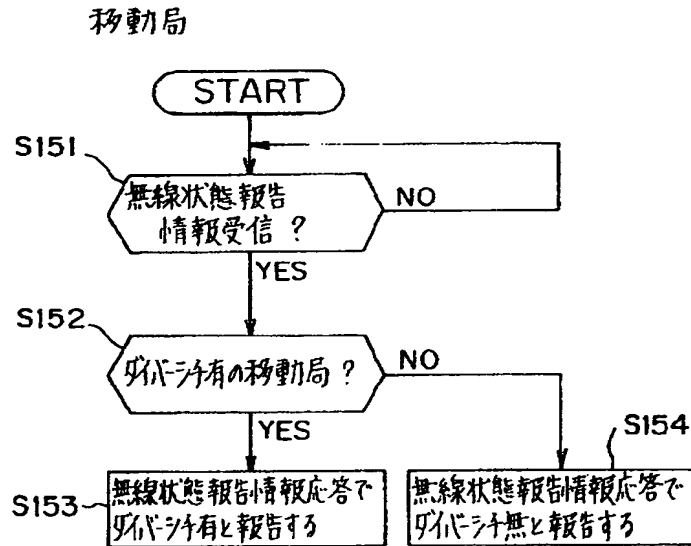 移動局
START
S151
無線状態報告
情報受信?
NO
YES
S152
ダイバーシチ有の移動局?
NO
YES
S154
S153
無線状態報告情報応答で
ダイバーシチ有と報告する
無線状態報告情報応答で
ダイバーシチ無と報告する